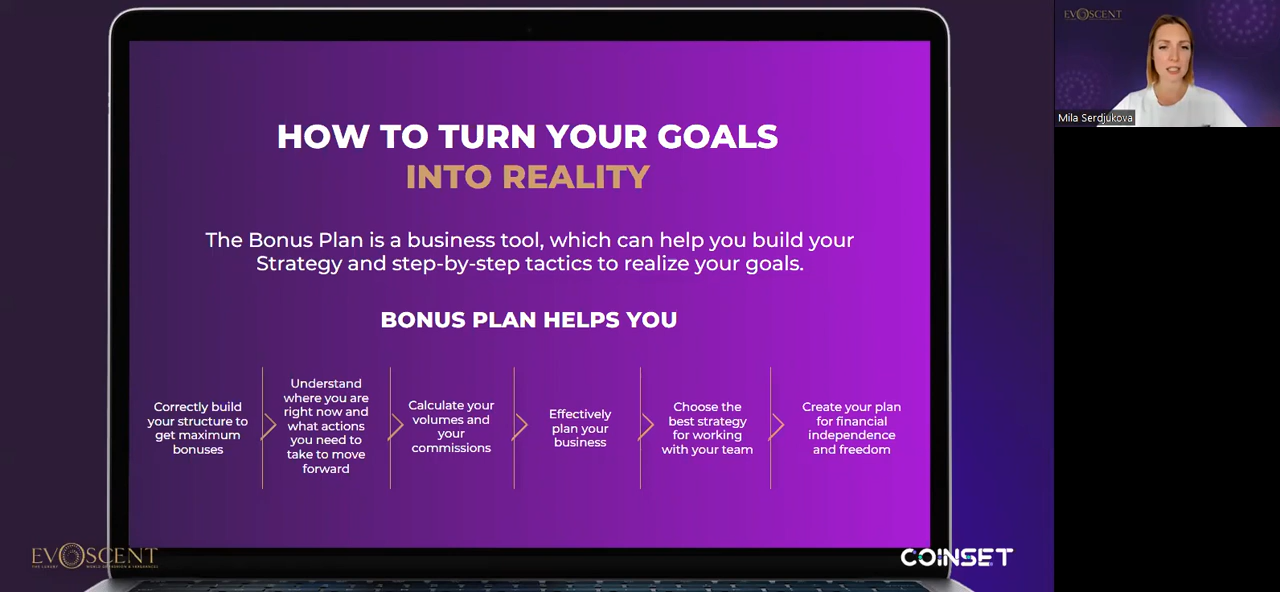 HOW TO TURN YOUR GOALS
INTO REALITY
The Bonus Plan is a business tool, which can help you build your
Strategy and step-by-step tactics to realize your goals.
BONUS PLAN HELPS YOU
Correctly build
your structure to
get maximum
bonuses
Understand
where you are
right now and
what actions
you need to
take to move
forward
Calculate your
volumes and
your
commissions
Effectively
plan your
business
Choose the
best strategy
for working
with your team
Create your plan
for financial
independence
and freedom
EVOSCENT
COINSET
EVOSCENT
Mila Serdjukova